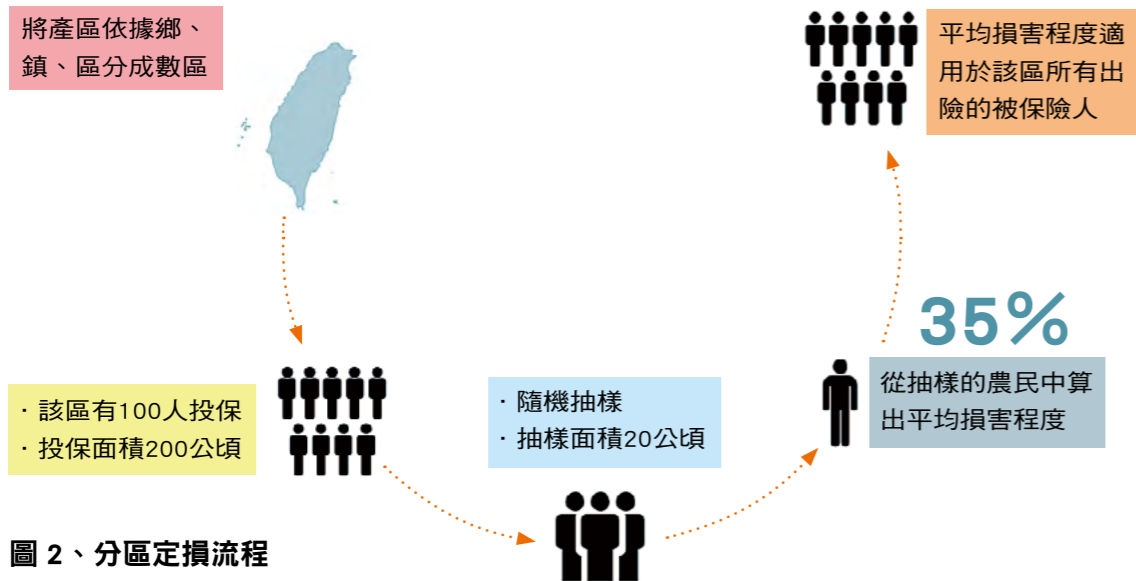 將產區依據鄉、
鎮、區分成數區
· 該區有100人投保
· 投保面積200公頃
· 隨機抽樣
· 抽樣面積20公頃
35%
從抽樣的農民中算
出平均損害程度
平均損害程度適
用於該區所有出
險的被保險人
圖 2、分區定損流程